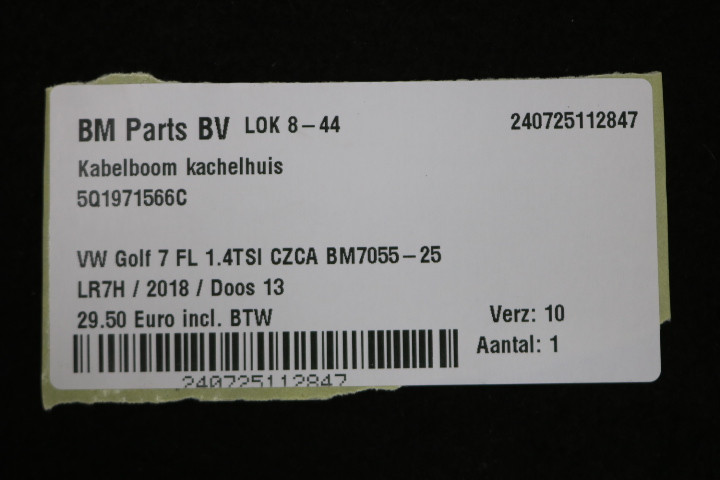 BM Parts BV LOK 8-44 240725112847
Kabelboom kachelhuis
5Q1971566C
VW Golf 7 FL 1.4TSI CZCA BM7055-25
LR7H / 2018 / Doos 13
29.50 Euro incl. BTW Verz: 10
Aantal: 1
240725112847